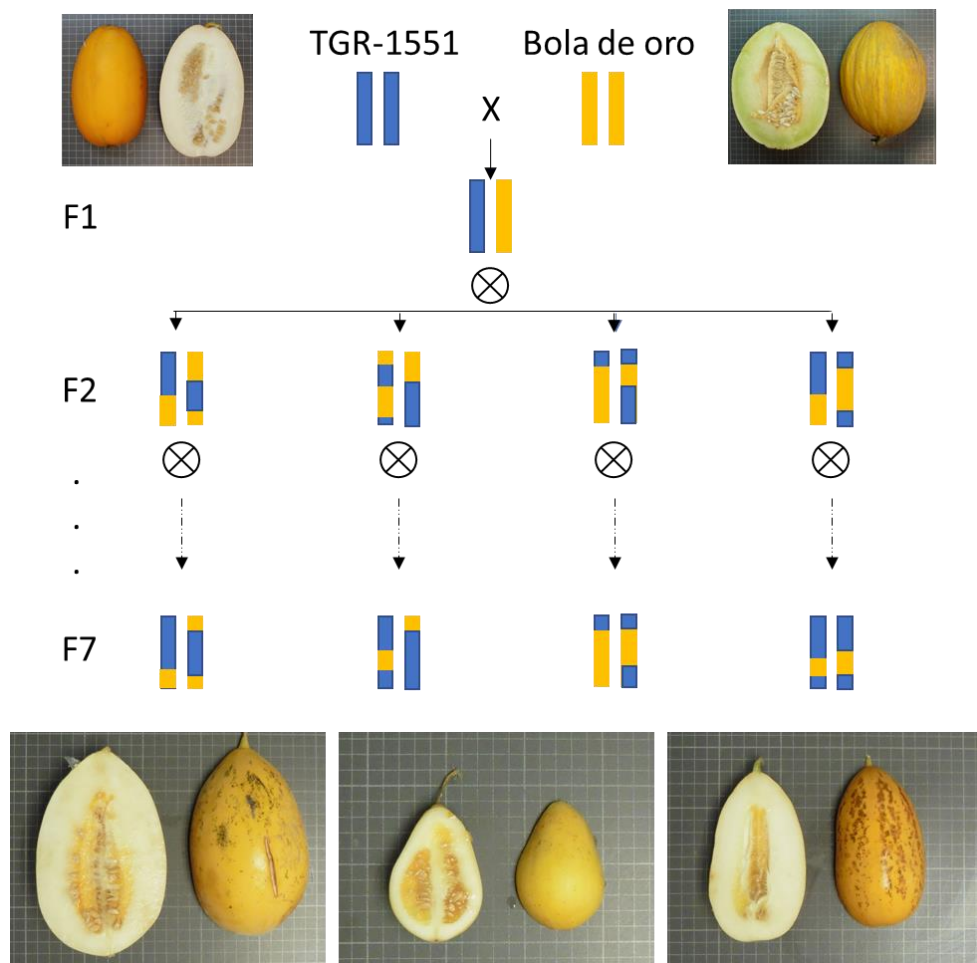 TGR-1551
Bola de oro
X
F1
F2
.
.
.
F7